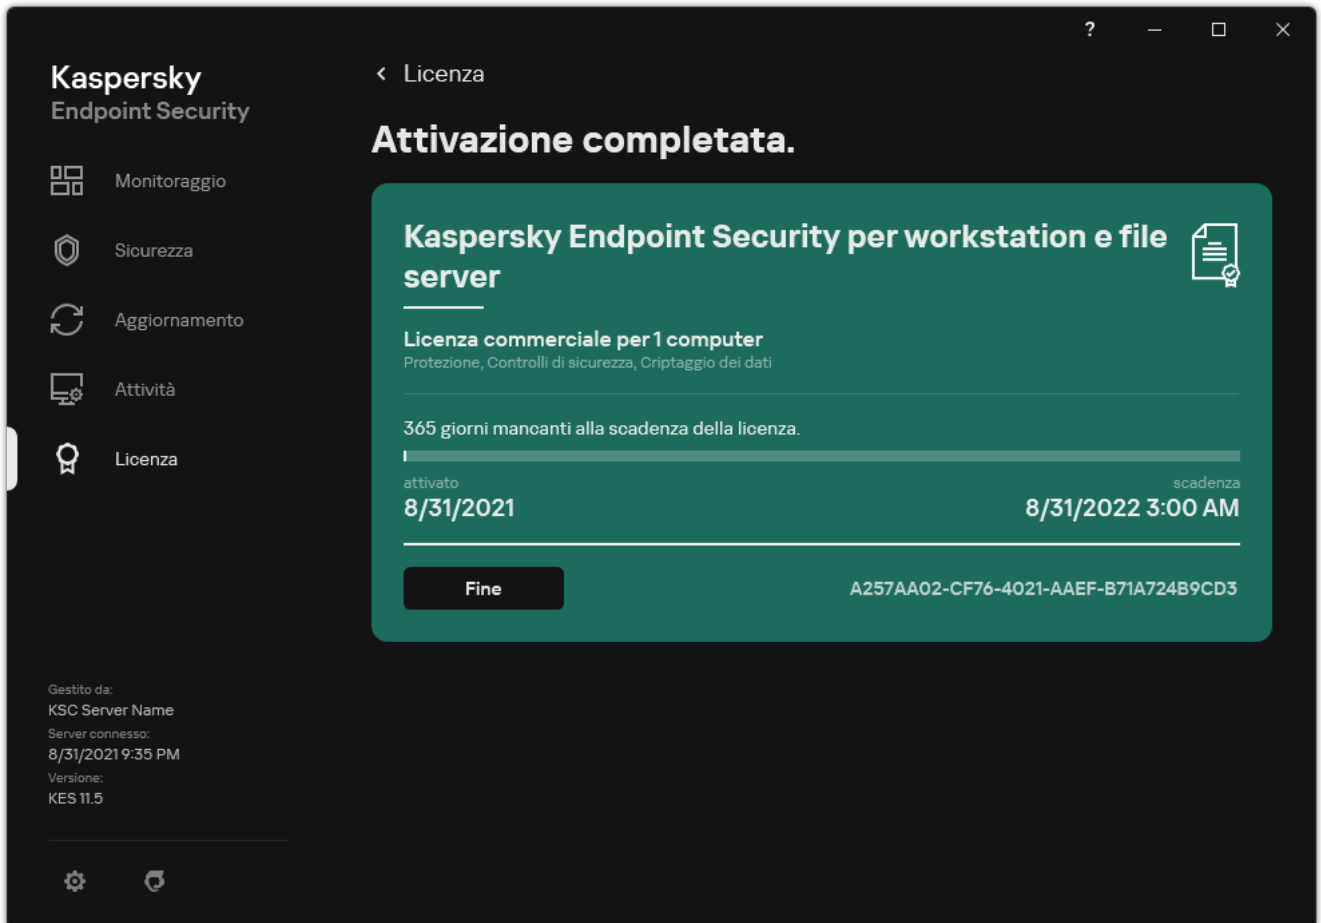 ?
Kaspersky
Endpoint Security
Monitoraggio
Sicurezza
Aggiornamento
Attività
Licenza
Gestito da:
KSC Server Name
Server connesso:
8/31/2021 9:35 PM
Versione:
KES 11.5
Licenza
Attivazione completata.
Kaspersky Endpoint Security per workstation e file
server
Licenza commerciale per 1 computer
Protezione, Controlli di sicurezza, Criptaggio dei dati
365 giorni mancanti alla scadenza della licenza.
attivato scadenza
8/31/2021 8/31/2022 3:00 AM
Fine A257AA02-CF76-4021-AAEF-B71A724B9CD3